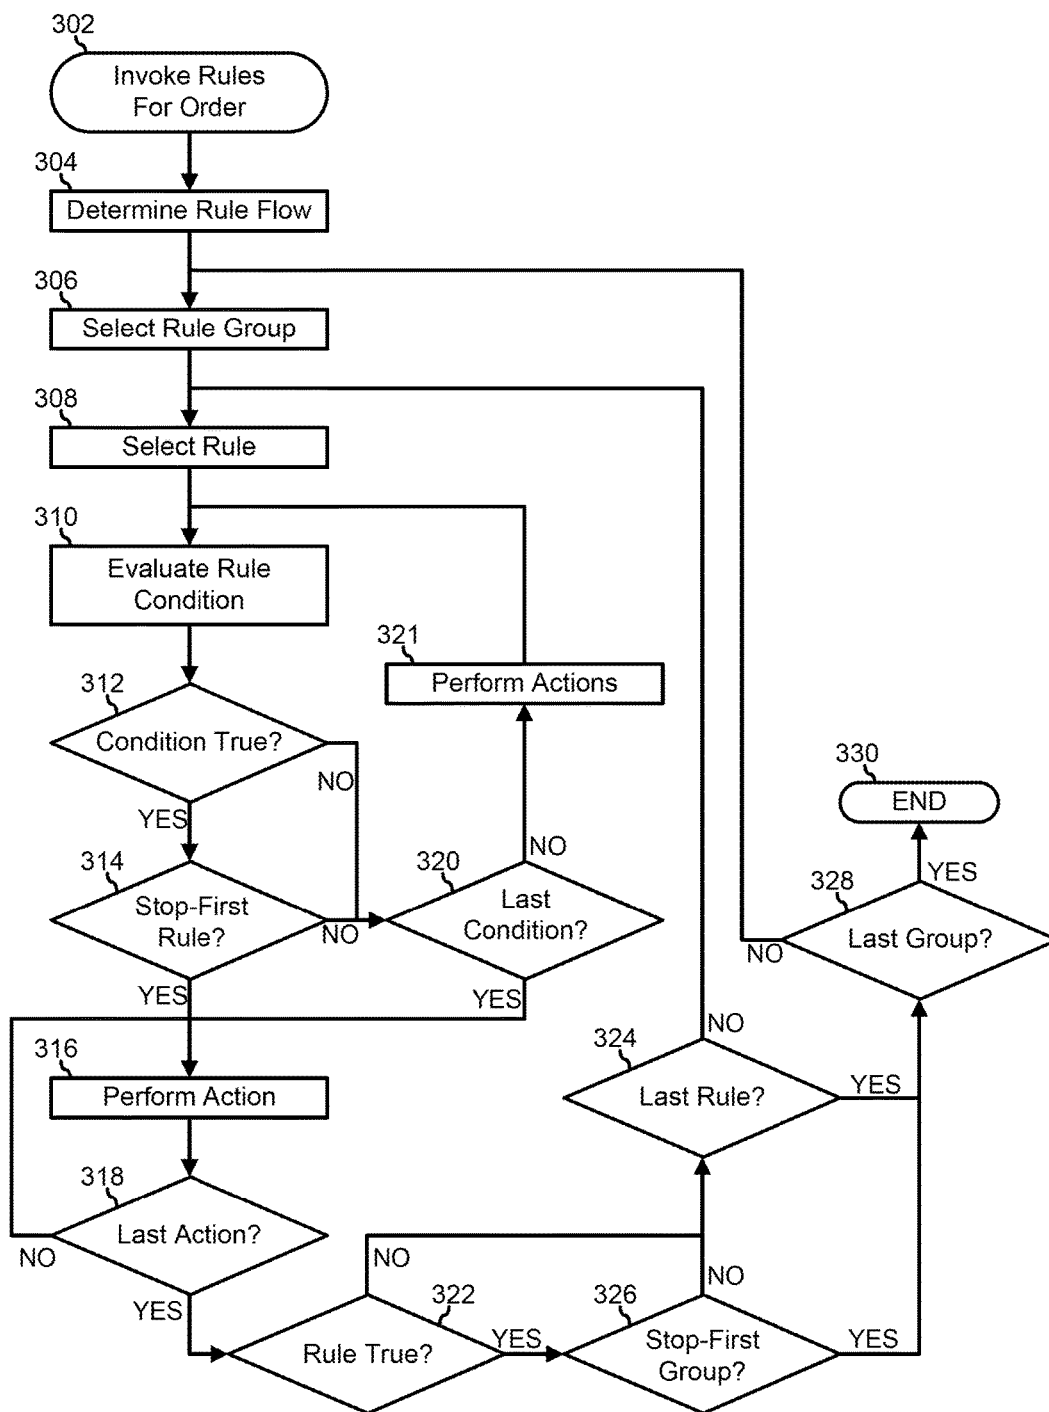 302
Invoke Rules
For Order
304
Determine Rule Flow
306
Select Rule Group
308
Select Rule
310
Evaluate Rule
Condition
321
Perform Actions
312
Condition True?
NO
YES
330
END
314
Stop-First
Rule?
NO
YES
320
Last
Condition?
NO
YES
328
Last Group?
YES
NO
316
Perform Action
324
Last Rule?
NO
YES
318
Last Action?
NO
YES
322
Rule True?
NO
YES
326
Stop-First
Group?
NO
YES